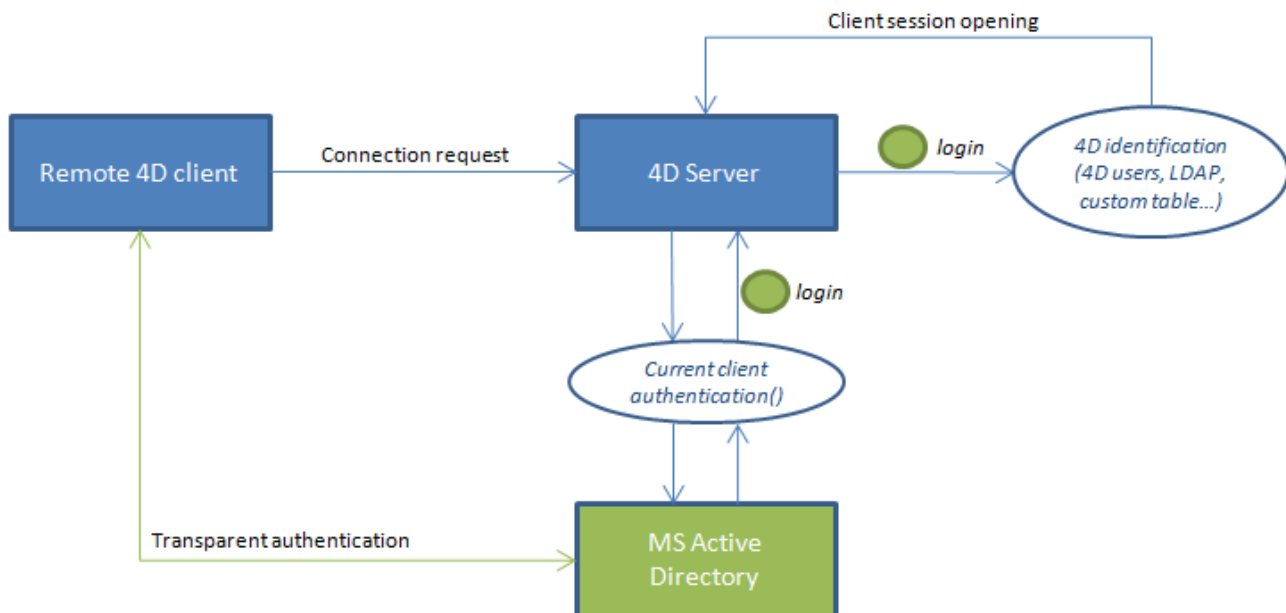 Client session opening
Remote 4D client
Connection request
4D Server
login
4D identification
(4D users, LDAP,
custom table...)
login
Current client
authentication()
Transparent authentication
MS Active
Directory